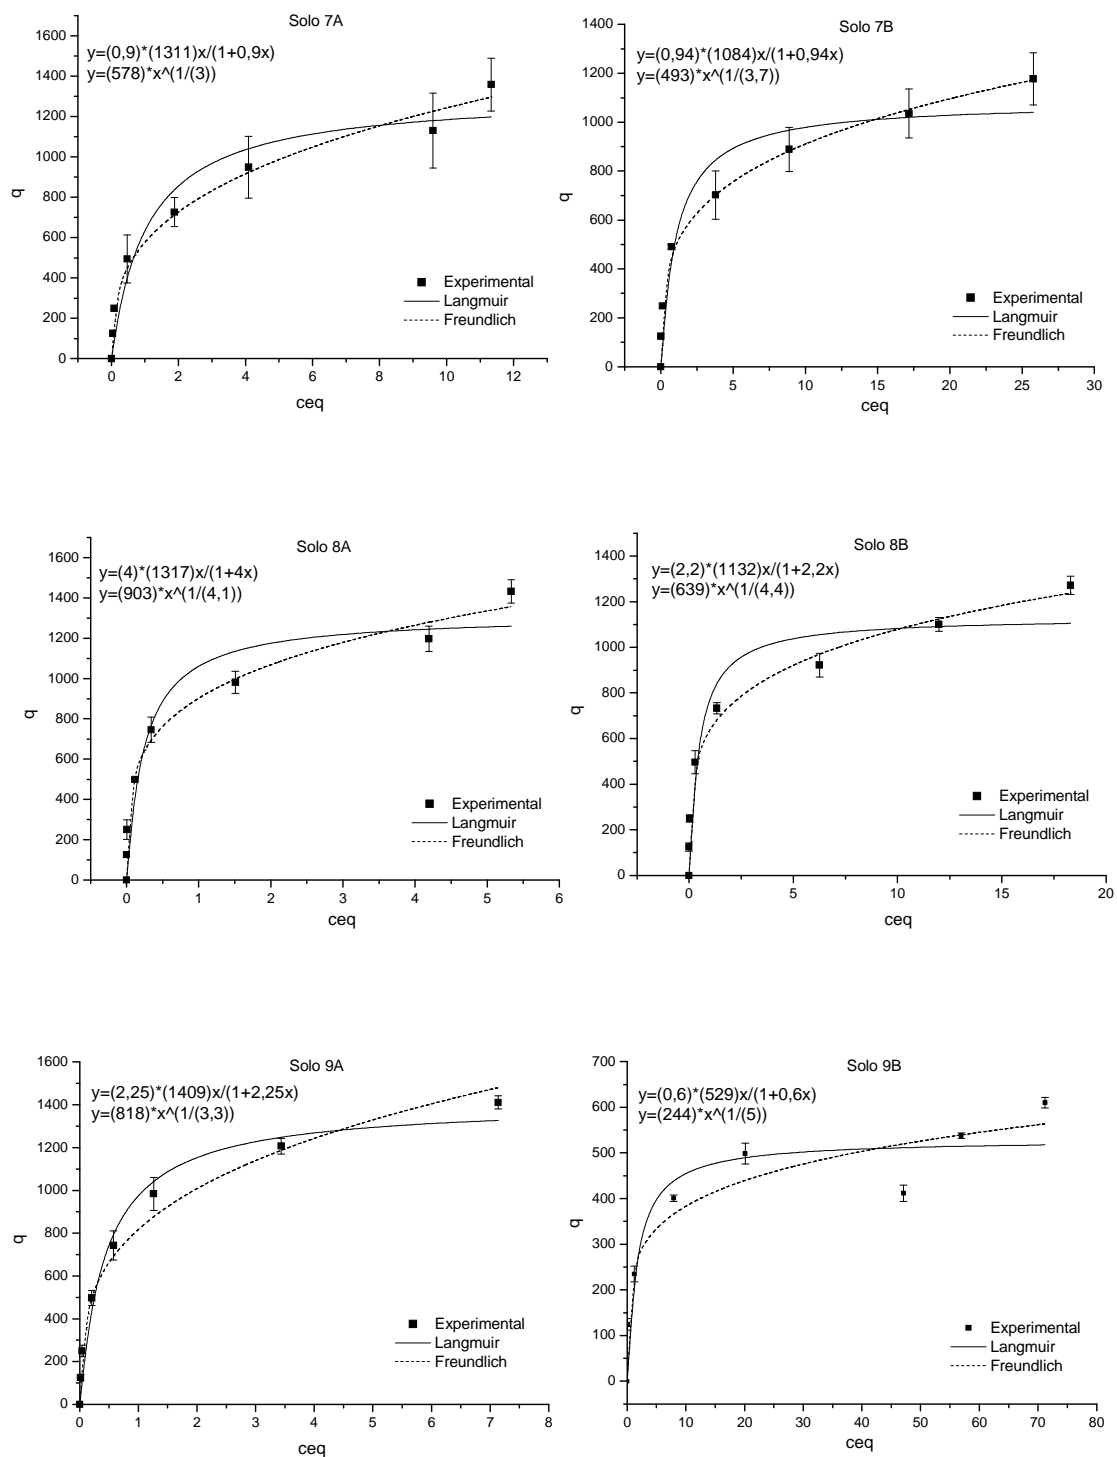 Solo 7A
y=(0,9)*(1311)x/(1+0,9x)
y=(578)*x^(1/(3))
1600
1400
1200
1000
800
600
400
200
0
q
Experimental
Langmuir
Freundlich
0 2 4 6 8 10 12
ceq
Solo 7B
y=(0,94)*(1084)x/(1+0,94x)
y=(493)*x^(1/(3,7))
1400
1200
1000
800
600
400
200
0
q
Experimental
Langmuir
Freundlich
0 5 10 15 20 25 30
ceq
Solo 8A
y=(4)*(1317)x/(1+4x)
y=(903)*x^(1/(4,1))
1600
1400
1200
1000
800
600
400
200
0
q
Experimental
Langmuir
Freundlich
0 1 2 3 4 5 6
ceq
Solo 8B
y=(2,2)*(1132)x/(1+2,2x)
y=(639)*x^(1/(4,4))
1400
1200
1000
800
600
400
200
0
q
Experimental
Langmuir
Freundlich
0 5 10 15 20
ceq
Solo 9A
y=(2,25)*(1409)x/(1+2,25x)
y=(818)*x^(1/(3,3))
1600
1400
1200
1000
800
600
400
200
0
q
Experimental
Langmuir
Freundlich
0 1 2 3 4 5 6 7 8
ceq
Solo 9B
y=(0,6)*(529)x/(1+0,6x)
y=(244)*x^(1/(5))
700
600
500
400
300
200
100
0
q
Experimental
Langmuir
Freundlich
0 10 20 30 40 50 60 70 80
ceq